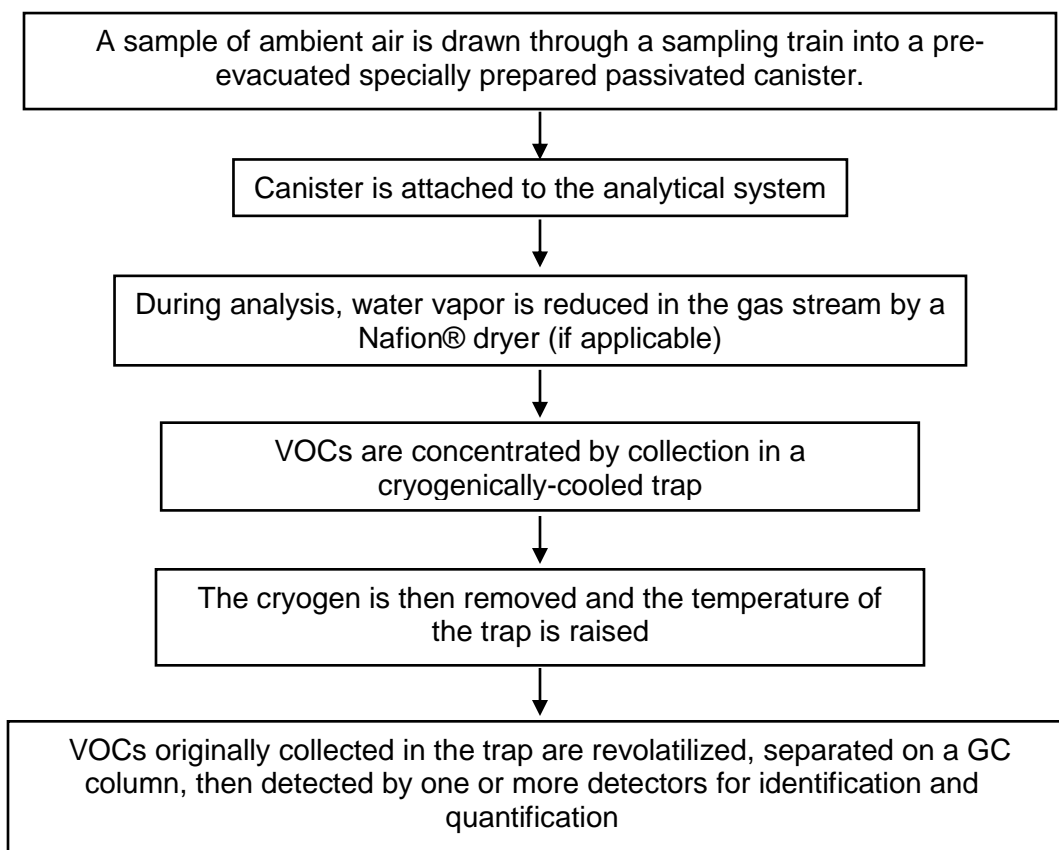 A sample of ambient air is drawn through a sampling train into a pre-
evacuated specially prepared passivated canister.
Canister is attached to the analytical system
During analysis, water vapor is reduced in the gas stream by a
Nafion® dryer (if applicable)
VOCs are concentrated by collection in a
cryogenically-cooled trap
The cryogen is then removed and the temperature of
the trap is raised
VOCs originally collected in the trap are revolatilized, separated on a GC
column, then detected by one or more detectors for identification and
quantification